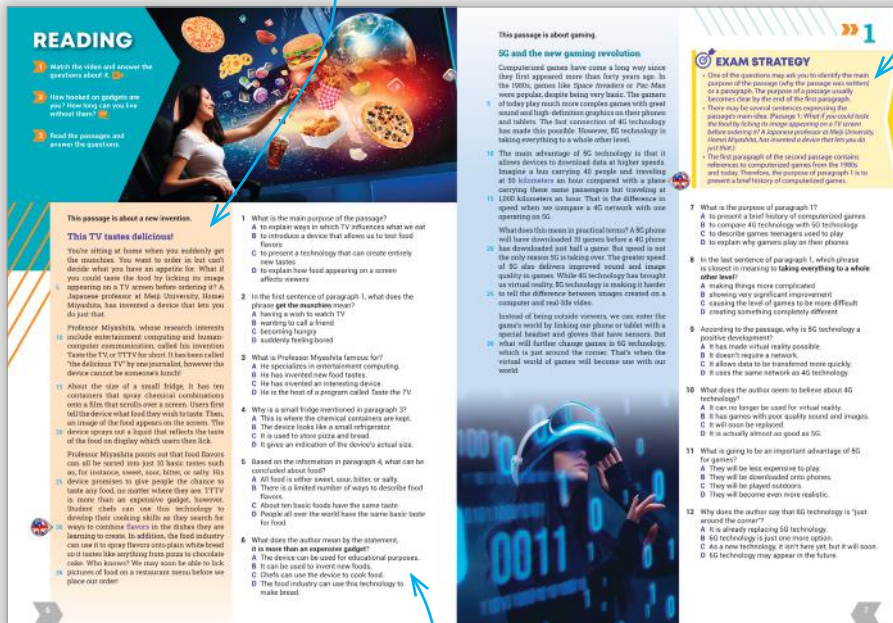 READING
1 Watch the video and answer the
questions about it.
2 How hooked on gadgets are
you? How long can you live
without them?
3 Read the passages and
answer the questions.
This passage is about a new invention.
This TV tastes delicious!
You're sitting at home when you suddenly get
the munchies. You want to order in but can't
decide what you have an appetite for. What if
you could taste the food by licking its image
5 appearing on a TV screen before ordering it? A
Japanese professor at Meiji University, Homei
Miyashita, has invented a device that lets you
do just that.
Professor Miyashita, whose research interests
10 include entertainment computing and human-
computer communication, called his invention
Taste the TV, or TTTV for short. It has been called
"the delicious TV" by one journalist, however the
device cannot be someone's lunch!
15 About the size of a small fridge, it has ten
containers that spray chemical combinations
onto a film that scrolls over a screen. Users first
tell the device what food they wish to taste. Then,
an image of the food appears on the screen. The
20 device sprays out a liquid that reflects the taste
of the food on display which users then lick.
Professor Miyashita points out that food flavors
can all be sorted into just 10 basic tastes such
as, for instance, sweet, sour, bitter, or salty. His
25 device promises to give people the chance to
taste any food, no matter where they are. TTTV
is more than an expensive gadget, however.
Student chefs can use this technology to
develop their cooking skills as they search for
30 ways to combine flavors in the dishes they are
learning to create. In addition, the food industry
can use it to spray flavors onto plain white bread
so it tastes like anything from pizza to chocolate
cake. Who knows? We may soon be able to lick
35 pictures of food on a restaurant menu before we
place our order!
1 What is the main purpose of the passage?
A to explain ways in which TV influences what we eat
B to introduce a device that allows us to test food
flavors
C to present a technology that can create entirely
new tastes
D to explain how food appearing on a screen
affects viewers
2 In the first sentence of paragraph 1, what does the
phrase get the munchies mean?
A having a wish to watch TV
B wanting to call a friend
C becoming hungry
D suddenly feeling bored
3 What is Professor Miyashita famous for?
A He specializes in entertainment computing.
B He has invented new food tastes.
C He has invented an interesting device.
D He is the host of a program called Taste the TV.
4 Why is a small fridge mentioned in paragraph 3?
A This is where the chemical containers are kept.
B The device looks like a small refrigerator.
C It is used to store pizza and bread.
D It gives an indication of the device's actual size.
5 Based on the information in paragraph 4, what can be
concluded about food?
A All food is either sweet, sour, bitter, or salty.
B There is a limited number of ways to describe food
flavors.
C About ten basic foods have the same taste.
D People all over the world have the same basic taste
for food.
6 What does the author mean by the statement,
it is more than an expensive gadget?
A The device can be used for educational purposes.
B It can be used to invent new foods.
C Chefs can use the device to cook food.
D The food industry can use this technology to
make bread.
6
This passage is about gaming.
5G and the new gaming revolution
Computerized games have come a long way since
they first appeared more than forty years ago. In
the 1980s, games like Space Invaders or Pac-Man
were popular, despite being very basic. The gamers
5 of today play much more complex games with great
sound and high-definition graphics on their phones
and tablets. The fast connection of 4G technology
has made this possible. However, 5G technology is
taking everything to a whole other level.
10 The main advantage of 5G technology is that it
allows devices to download data at higher speeds.
Imagine a bus carrying 40 people and traveling
at 50 kilometers an hour compared with a plane
carrying these same passengers but traveling at
15 1,000 kilometers an hour. That is the difference in
speed when we compare a 4G network with one
operating on 5G.
What does this mean in practical terms? A 5G phone
will have downloaded 10 games before a 4G phone
20 has downloaded just half a game. But speed is not
the only reason 5G is taking over. The greater speed
of 5G also delivers improved sound and image
quality in games. While 4G technology has brought
us virtual reality, 5G technology is making it harder
25 to tell the difference between images created on a
computer and real-life video.
Instead of being outside viewers, we can enter the
game's world by linking our phone or tablet with a
special headset and gloves that have sensors. But
30 what will further change games is 6G technology,
which is just around the corner. That's when the
virtual world of games will become one with our
world.
0011
1
EXAM STRATEGY
• One of the questions may ask you to identify the main
purpose of the passage (why the passage was written)
or a paragraph. The purpose of a passage usually
becomes clear by the end of the first paragraph.
• There may be several sentences expressing the
passage's main idea. (Passage 1: What if you could taste
the food by licking its image appearing on a TV screen
before ordering it? A Japanese professor at Meiji University,
Homei Miyashita, has invented a device that lets you do
just that.)
• The first paragraph of the second passage contains
references to computerized games from the 1980s
and today. Therefore, the purpose of paragraph 1 is to
present a brief history of computerized games.
7 What is the purpose of paragraph 1?
A to present a brief history of computerized games
B to compare 4G technology with 5G technology
C to describe games teenagers used to play
D to explain why gamers play on their phones
8 In the last sentence of paragraph 1, which phrase
is closest in meaning to taking everything to a whole
other level?
A making things more complicated
B showing very significant improvement
C causing the level of games to be more difficult
D creating something completely different
9 According to the passage, why is 5G technology a
positive development?
A It has made virtual reality possible.
B It doesn't require a network.
C It allows data to be transferred more quickly.
D It uses the same network as 4G technology.
10 What does the author seem to believe about 4G
technology?
A It can no longer be used for virtual reality.
B It has games with poor quality sound and images.
C It will soon be replaced.
D It is actually almost as good as 5G.
11 What is going to be an important advantage of 5G
for games?
A They will be less expensive to play.
B They will be downloaded onto phones.
C They will be played outdoors.
D They will become even more realistic.
12 Why does the author say that 6G technology is "just
around the corner"?
A It is already replacing 5G technology.
B 6G technology is just one more option.
C As a new technology, it isn't here yet, but it will soon.
D 6G technology may appear in the future.
7